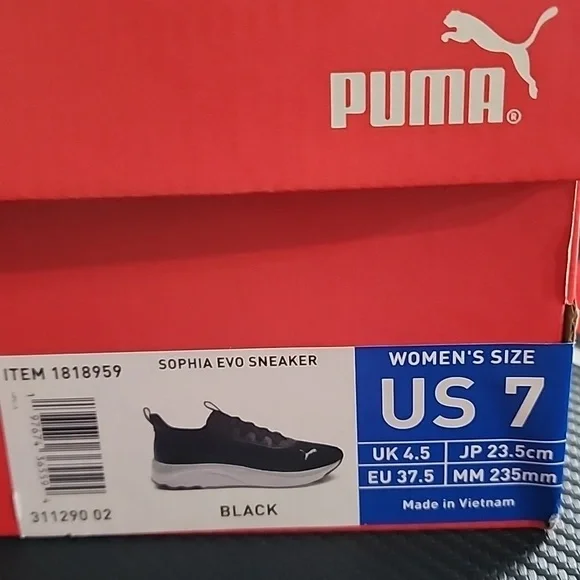 PUMA®
ITEM 1818959
SOPHIA EVO SNEAKER
311290 02
BLACK
WOMEN'S SIZE
US 7
UK 4.5
JP 23.5cm
EU 37.5
MM 235mm
Made in Vietnam